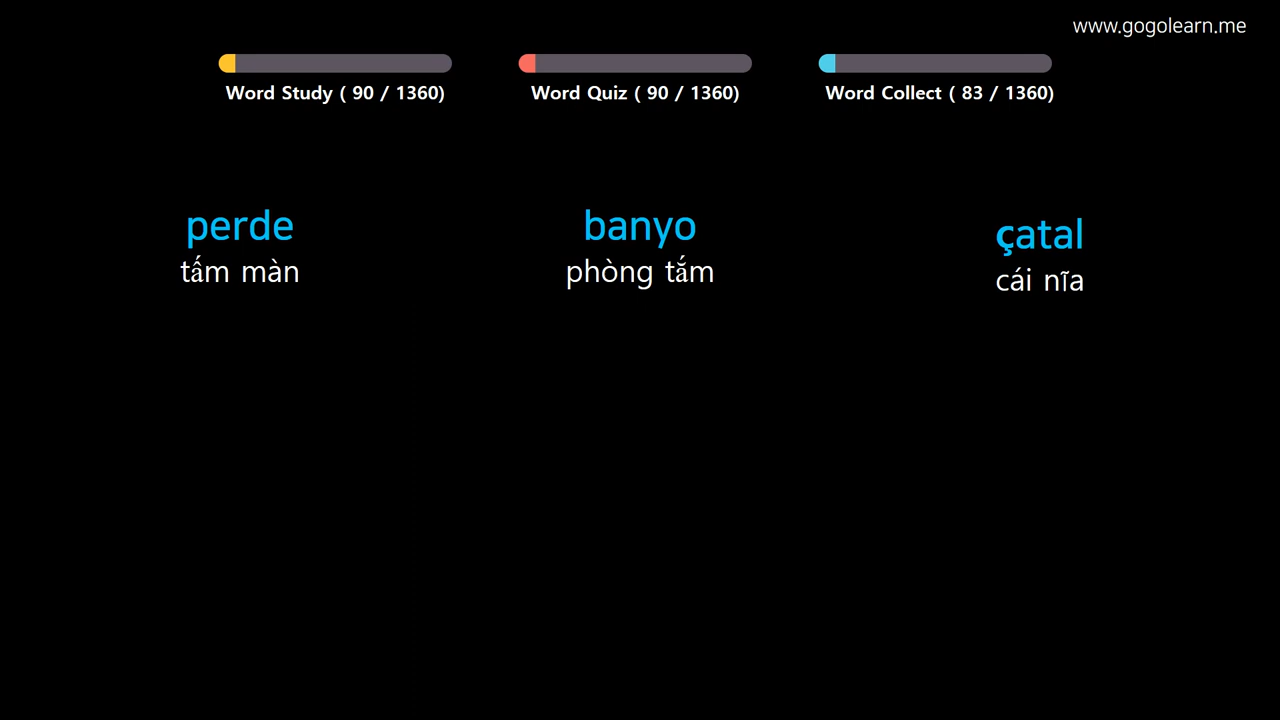 www.gogolearn.me
Word Study ( 90 / 1360)
Word Quiz ( 90 / 1360)
Word Collect ( 83 / 1360)
perde
tấm màn
banyo
phòng tắm
çatal
cái nĩa